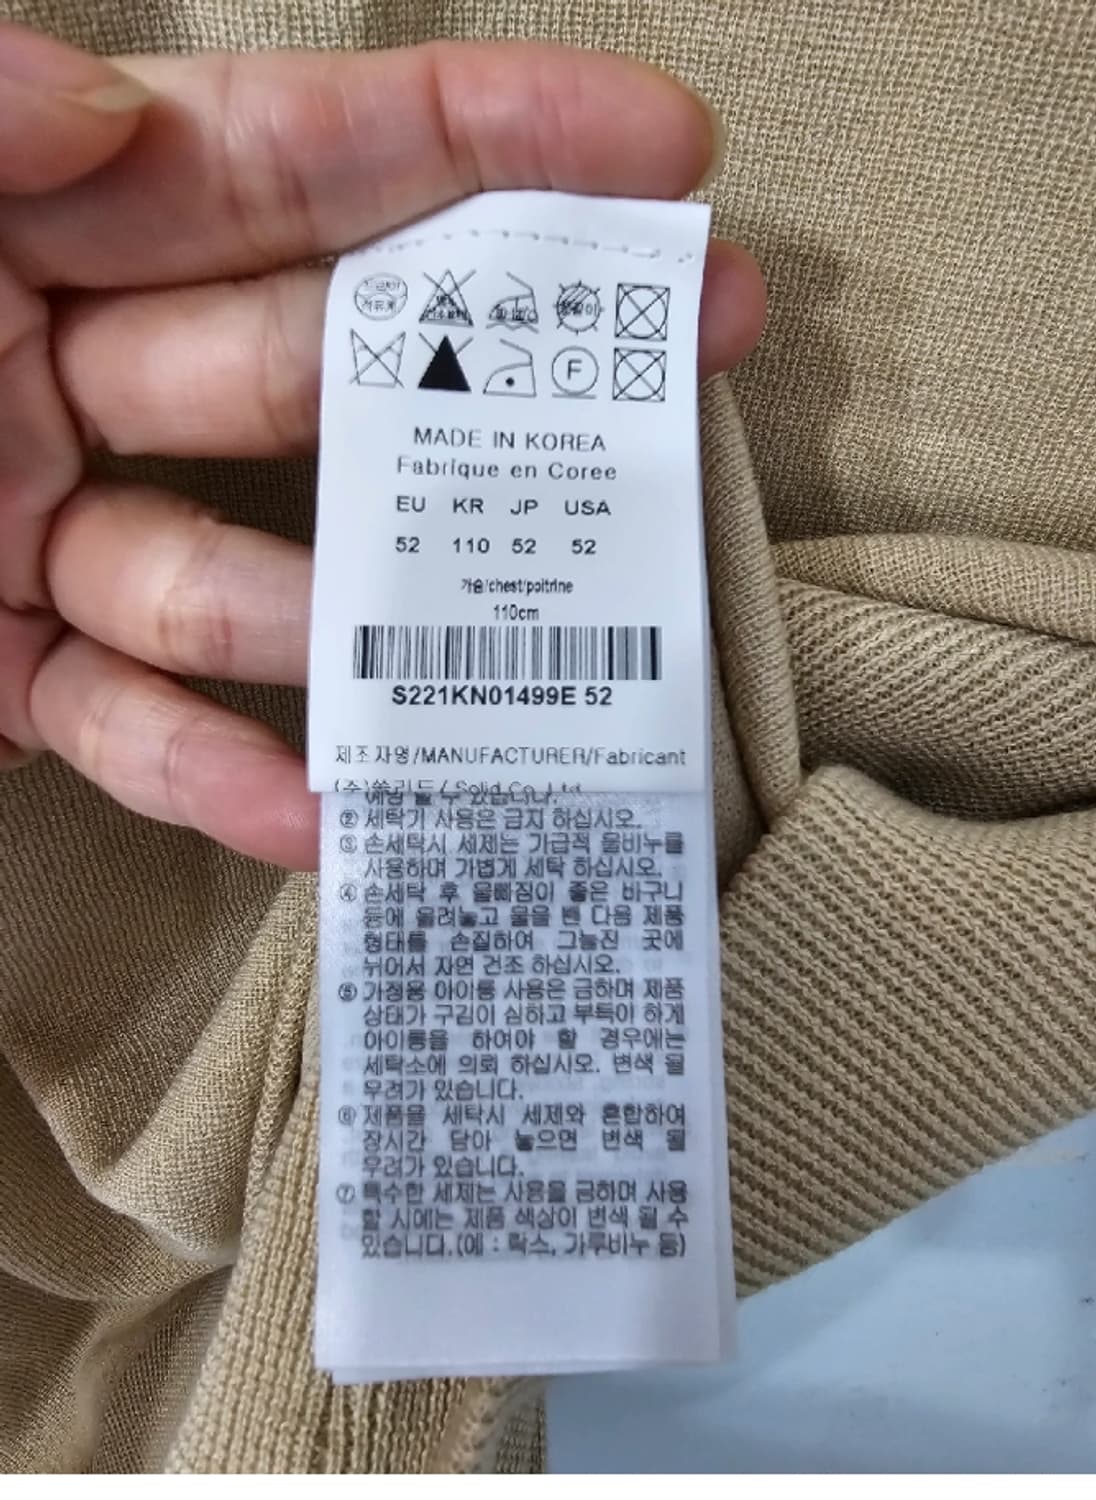 F
MADE IN KOREA
Fabrique en Coree
EU KR JP USA
52 110 52 52
가슴/chest/poitrine
110cm
S221KN01499E 52
제조자명/MANUFACTURER/Fabricant
(주)쏠리드/Solid Co.,Ltd
② 세탁기 사용은 금지 하십시오.
③ 손세탁시 세제는 가급적 울비누를
사용하며 가볍게 세탁 하십시오.
④ 손세탁 후 물빠짐이 좋은 바구니
등에 올려놓고 물을 뺀 다음 제품
형태를 손질하여 그늘진 곳에
뉘어서 자연 건조 하십시오.
⑤ 가정용 아이롱 사용은 금하며 제품
상태가 구김이 심하고 부득이 하게
아이롱을 하여야 할 경우에는
세탁소에 의뢰 하십시오. 변색 될
우려가 있습니다.
⑥ 제품을 세탁시 세제와 혼합하여
장시간 담아 놓으면 변색 될
우려가 있습니다.
⑦ 특수한 세제는 사용을 금하며 사용
할 시에는 제품 색상이 변색 될 수
있습니다.(예 : 락스, 가루비누 등)